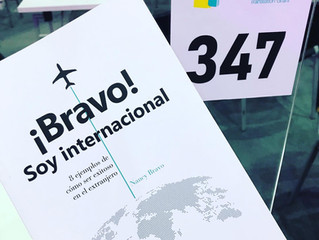 ¡Bravo!
Soy internacional
8 ejemplos de
cómo ser exitoso
en el extranjero
Nancy Bravo
347